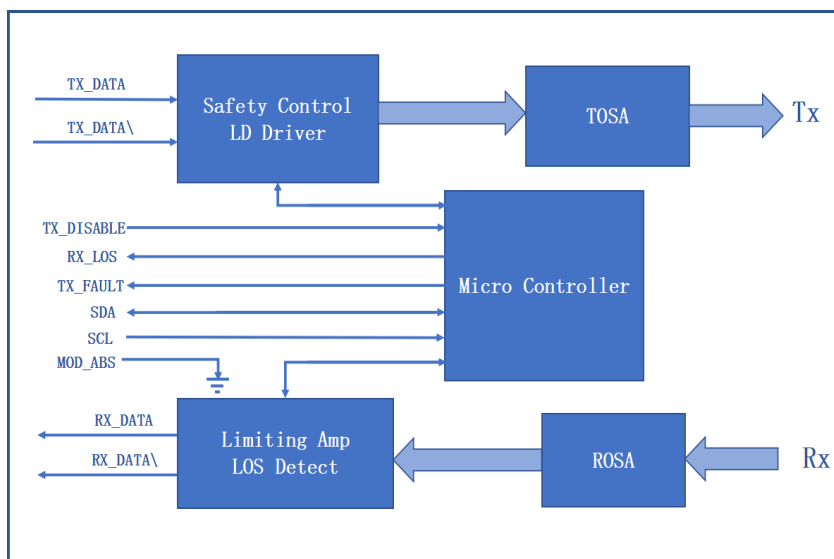 TX_DATA
TX_DATA\
Safety Control
LD Driver
TOSA
Tx
TX_DISABLE
RX_LOS
TX_FAULT
SDA
SCL
MOD_ABS
Micro Controller
RX_DATA
RX_DATA\
Limiting Amp
LOS Detect
ROSA
Rx